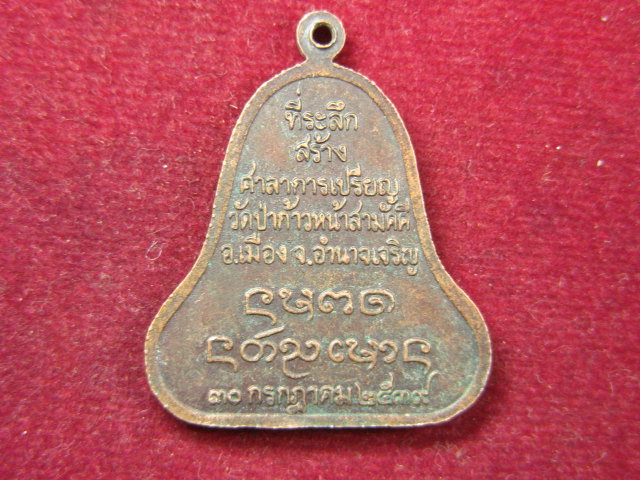 ที่ระลึก
สร้าง
ศาลาการเปรียญ
วัดป่าก้าวหน้าสามัคคี
อ.เมือง จ.อำนาจเจริญ
๓๐ กรกฎาคม ๒๕๓๙